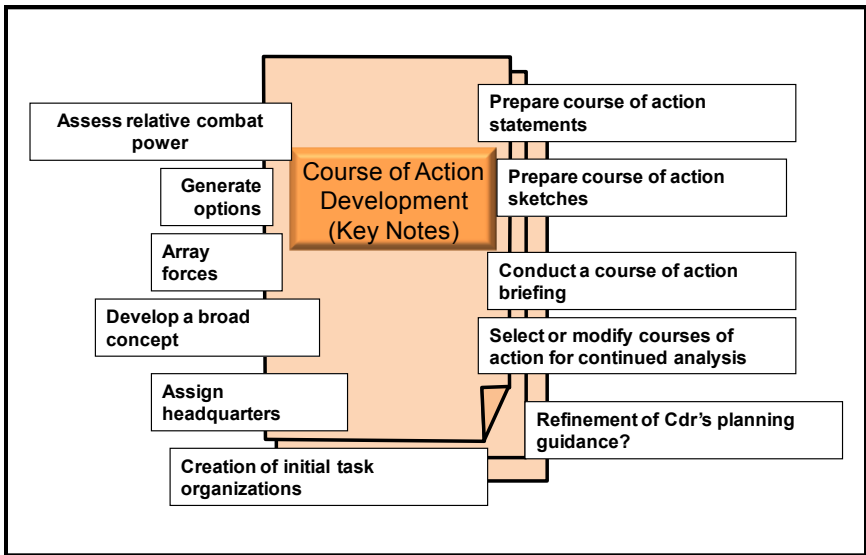 Course of Action
Development
(Key Notes)
Assess relative combat
power
Generate
options
Array
forces
Develop a broad
concept
Assign
headquarters
Creation of initial task
organizations
Prepare course of action
statements
Prepare course of action
sketches
Conduct a course of action
briefing
Select or modify courses of
action for continued analysis
Refinement of Cdr's planning
guidance?